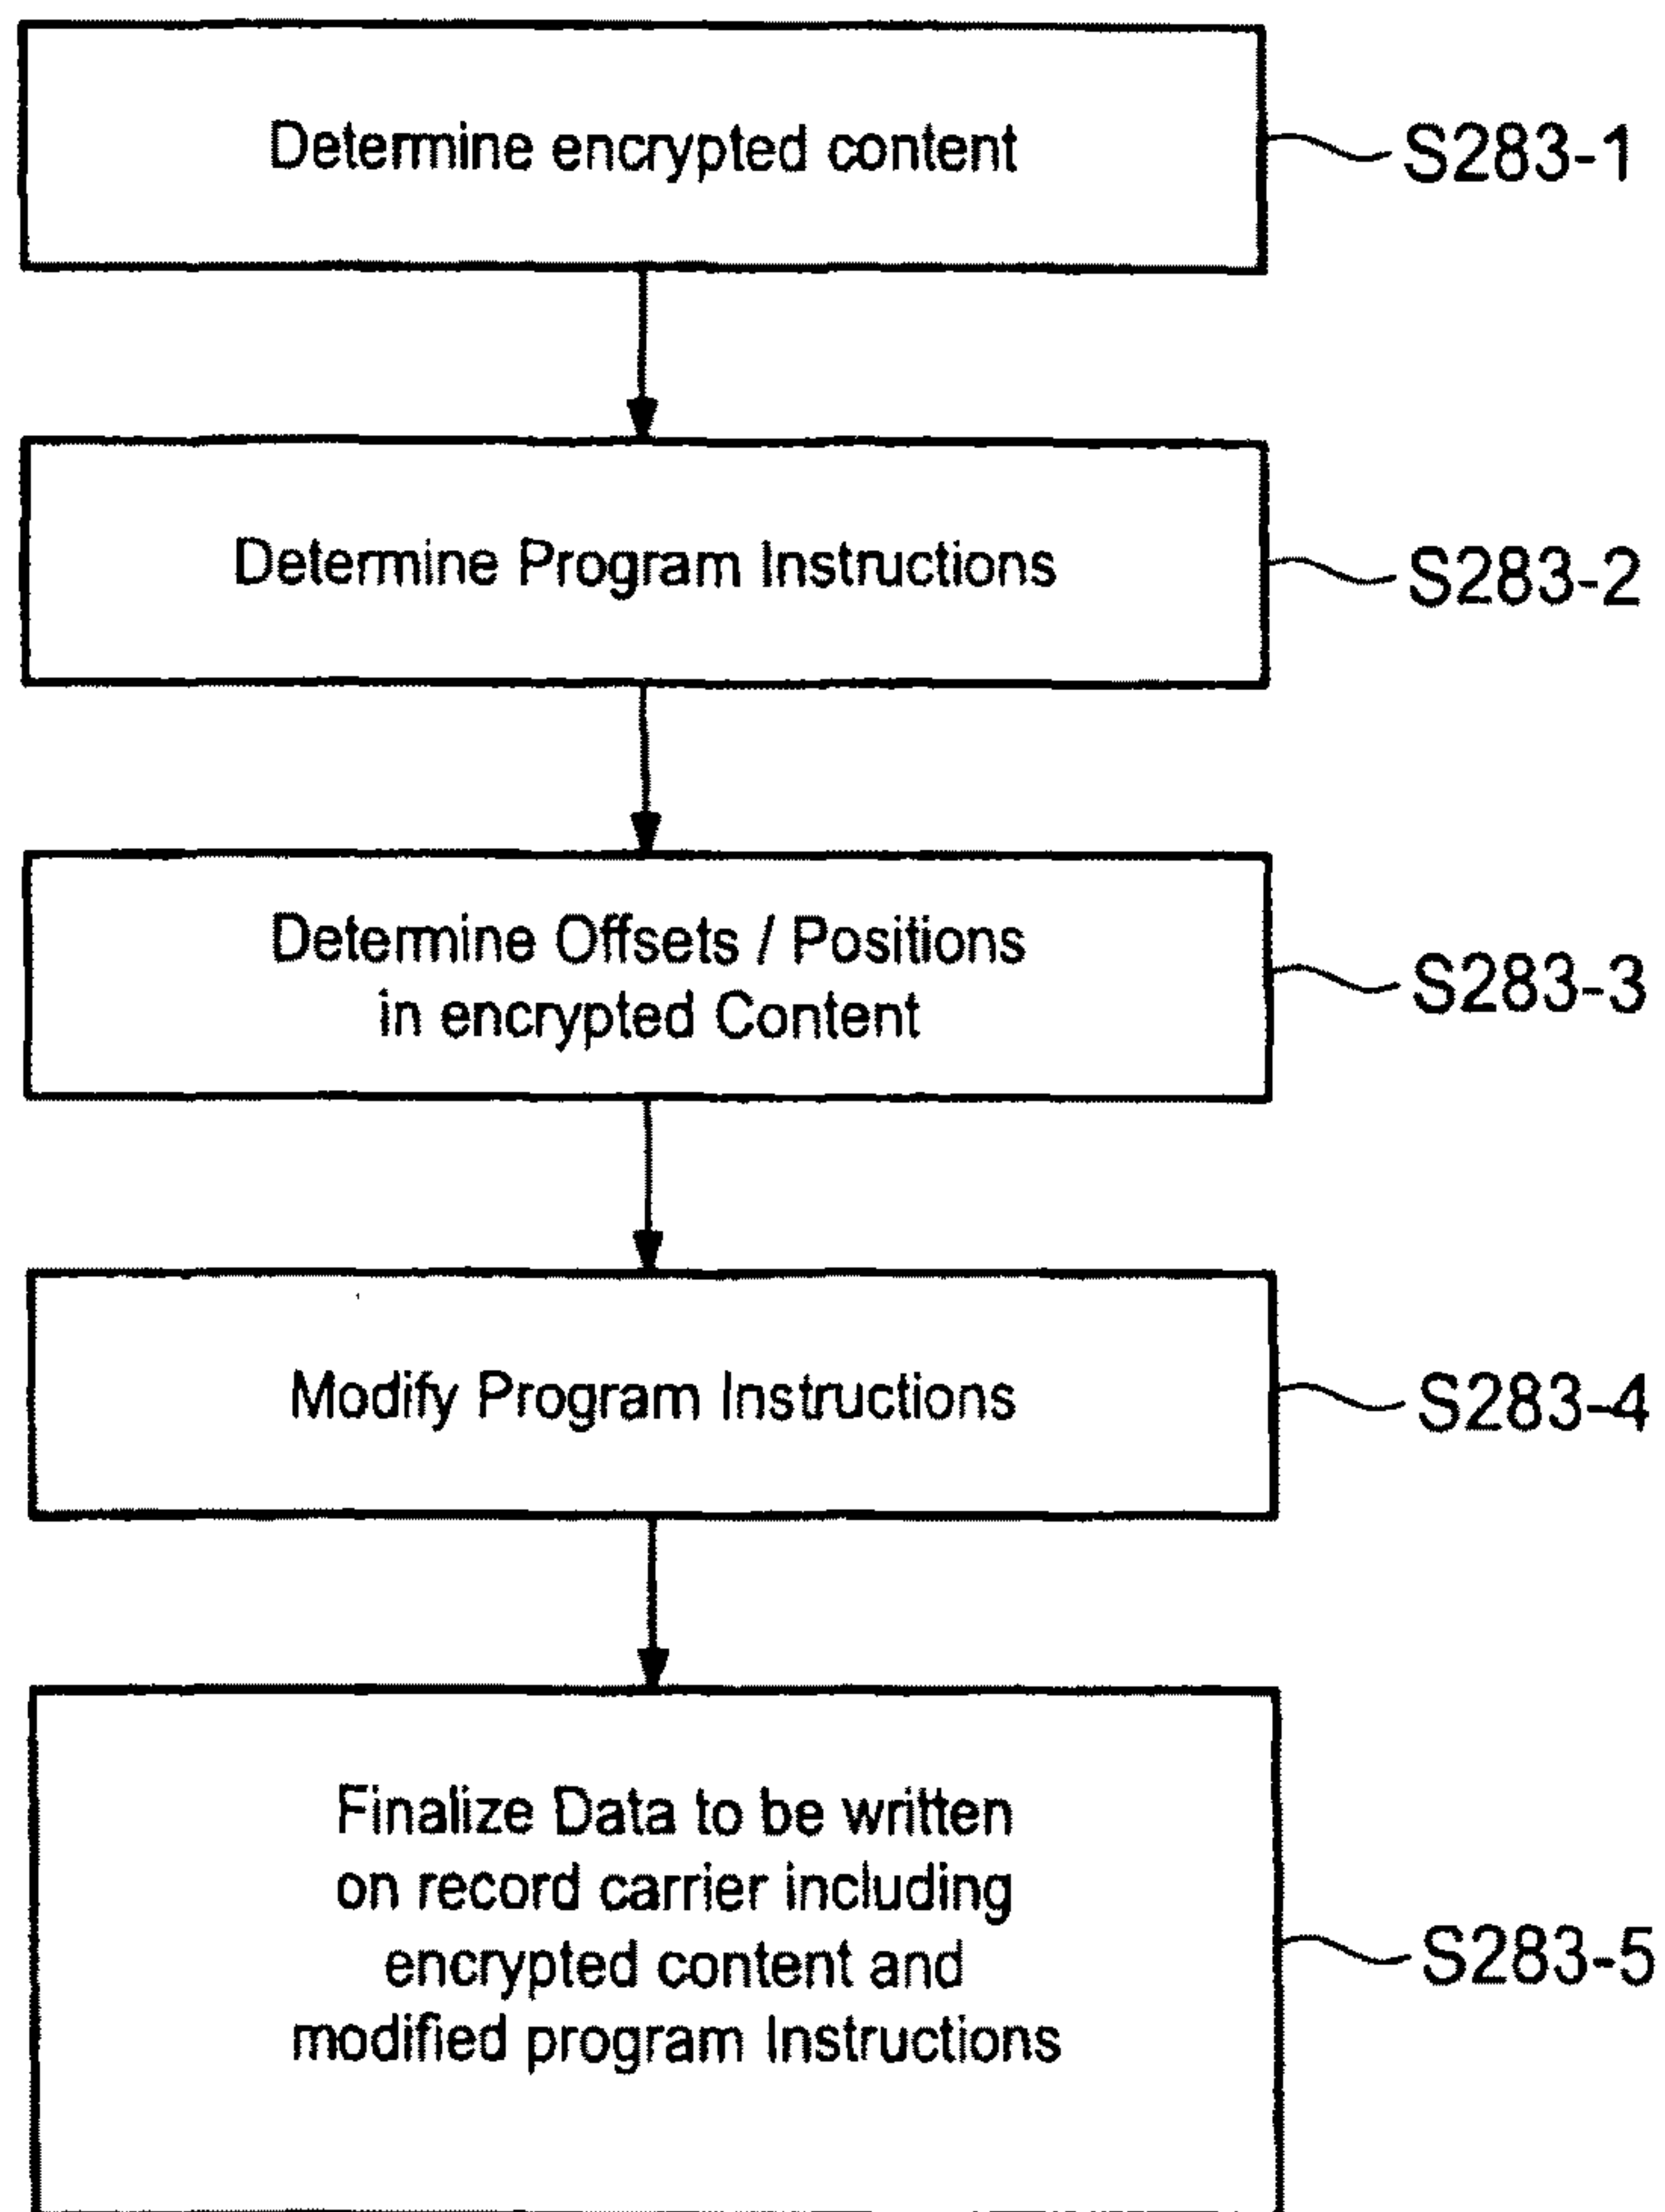 Determine encrypted content
S283-1
Determine Program Instructions
S283-2
Determine Offsets / Positions
in encrypted Content
S283-3
Modify Program Instructions
S283-4
Finalize Data to be written
on record carrier including
encrypted content and
modified program Instructions
S283-5